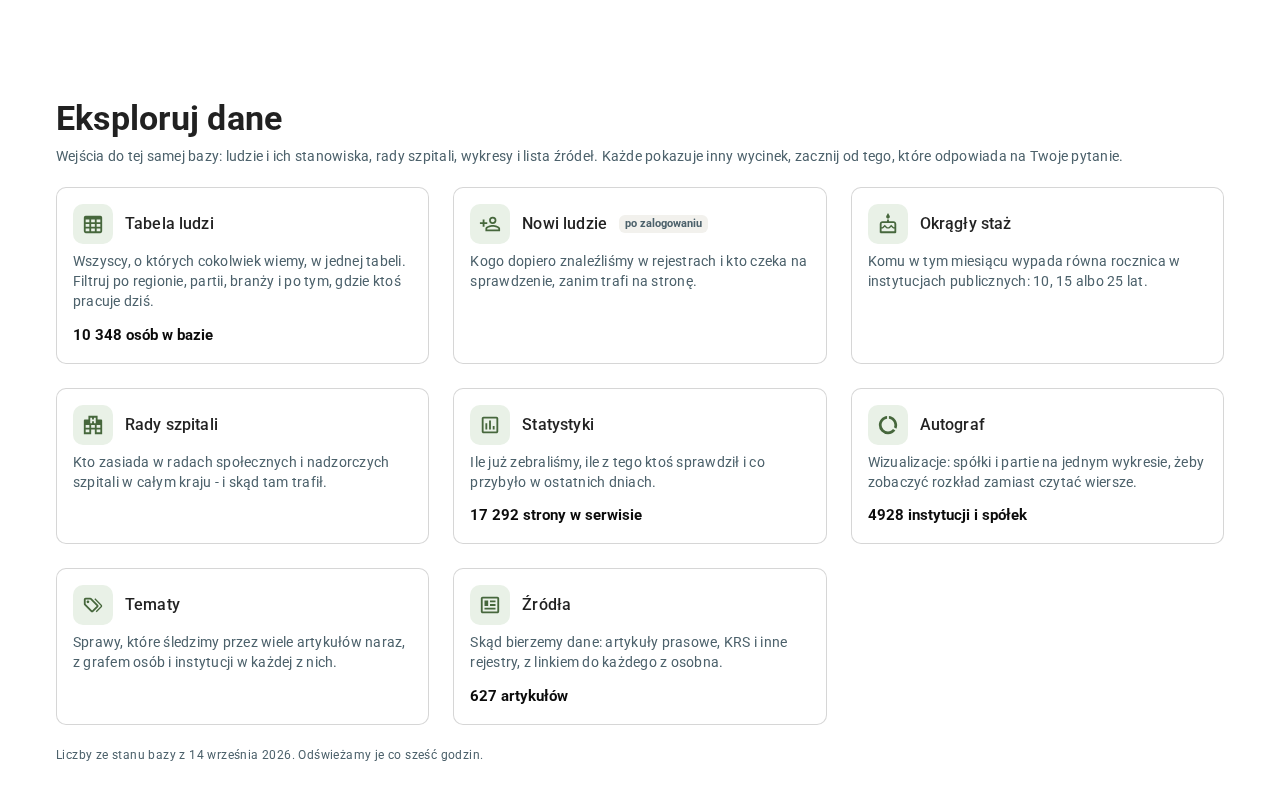 Eksploruj dane
Wejścia do tej samej bazy: ludzie i ich stanowiska, rady szpitali, wykresy i lista źródeł. Każde pokazuje inny wycinek, zacznij od tego, które odpowiada na Twoje pytanie.
Tabela ludzi
Wszyscy, o których cokolwiek wiemy, w jednej tabeli.
Filtruj po regionie, partii, branży i po tym, gdzie ktoś
pracuje dziś.
10 348 osób w bazie
Nowi ludzie po zalogowaniu
Kogo dopiero znaleźliśmy w rejestrach i kto czeka na
sprawdzenie, zanim trafi na stronę.
Okrągły staż
Komu w tym miesiącu wypada równa rocznica w
instytucjach publicznych: 10, 15 albo 25 lat.
Rady szpitali
Kto zasiada w radach społecznych i nadzorczych
szpitali w całym kraju - i skąd tam trafił.
Statystyki
Ile już zebraliśmy, ile z tego ktoś sprawdził i co
przybyło w ostatnich dniach.
17 292 strony w serwisie
Autograf
Wizualizacje: spółki i partie na jednym wykresie, żeby
zobaczyć rozkład zamiast czytać wiersze.
4928 instytucji i spółek
Tematy
Sprawy, które śledzimy przez wiele artykułów naraz,
z grafem osób i instytucji w każdej z nich.
Źródła
Skąd bierzemy dane: artykuły prasowe, KRS i inne
rejestry, z linkiem do każdego z osobna.
627 artykułów
Liczby ze stanu bazy z 14 września 2026. Odświeżamy je co sześć godzin.